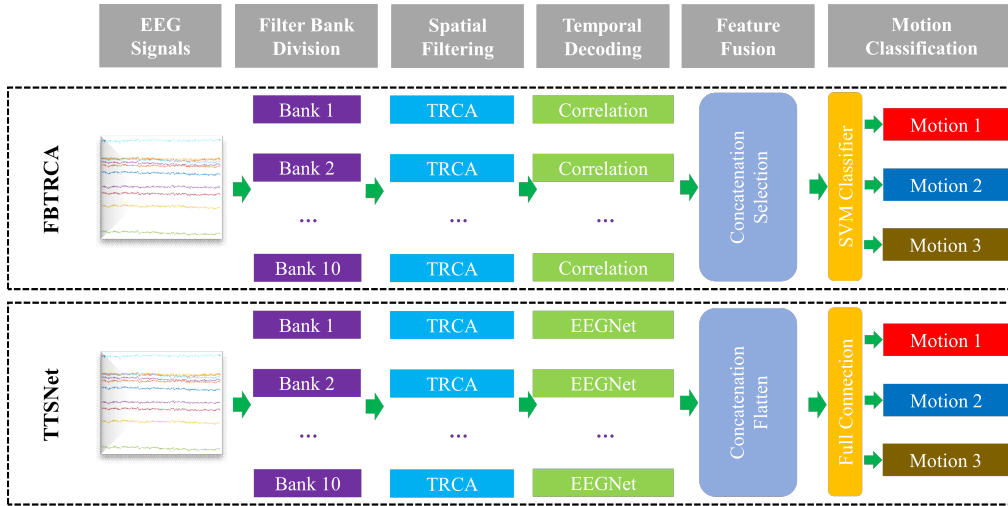 EEG
Signals
Filter Bank
Division
Spatial
Filtering
Temporal
Decoding
Feature
Fusion
Motion
Classification
FBTRCA
Bank 1
TRCA
Correlation
Bank 2
TRCA
Correlation
...
...
...
Bank 10
TRCA
Correlation
Concatenation
Selection
SVM Classifier
Motion 1
Motion 2
Motion 3
TTSNet
Bank 1
TRCA
EEGNet
Bank 2
TRCA
EEGNet
...
...
...
Bank 10
TRCA
EEGNet
Concatenation
Flatten
Full Connection
Motion 1
Motion 2
Motion 3